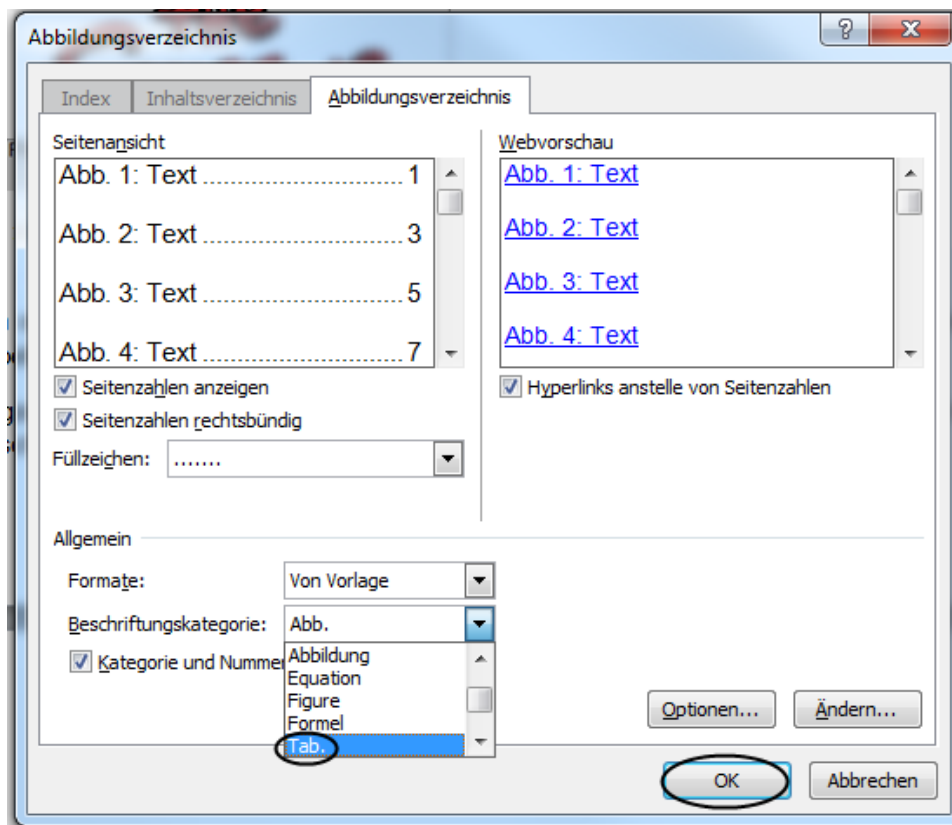 Abbildungsverzeichnis
Index
Inhaltsverzeichnis
Abbildungsverzeichnis
Seitenansicht
Abb. 1: Text ............................. 1
Abb. 2: Text ............................. 3
Abb. 3: Text ............................. 5
Abb. 4: Text ............................. 7
Seitenzahlen anzeigen
Seitenzahlen rechtsbündig
Füllzeichen: .......
Webvorschau
Abb. 1: Text
Abb. 2: Text
Abb. 3: Text
Abb. 4: Text
Hyperlinks anstelle von Seitenzahlen
Allgemein
Formate: Von Vorlage
Beschriftungskategorie: Abb.
Kategorie und
Abbildung
Equation
Figure
Formel
Tab.
Optionen...
Ändern...
OK
Abbrechen